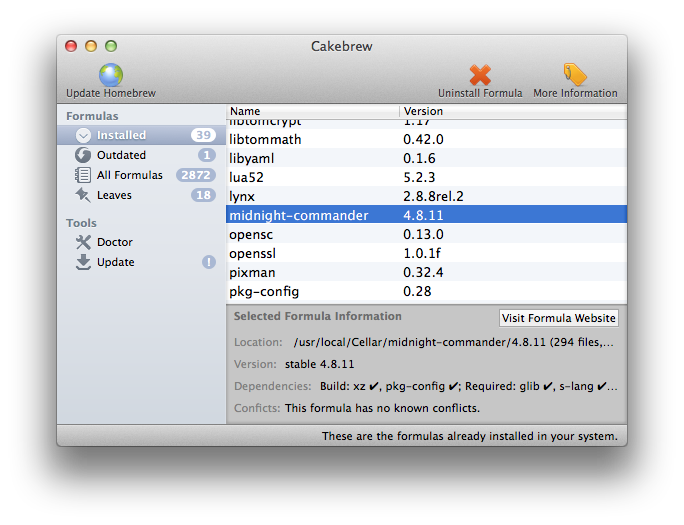 Cakebrew
Update Homebrew
Uninstall Formula
More Information
Formulas
Installed 39
Outdated 1
All Formulas 2872
Leaves 18
Tools
Doctor
Update !
Name Version
libtomcrypt 1.17
libtommath 0.42.0
libyaml 0.1.6
lua52 5.2.3
lynx 2.8.8rel.2
midnight-commander 4.8.11
opensc 0.13.0
openssl 1.0.1f
pixman 0.32.4
pkg-config 0.28
Selected Formula Information
Visit Formula Website
Location: /usr/local/Cellar/midnight-commander/4.8.11 (294 files,...
Version: stable 4.8.11
Dependencies: Build: xz ✔, pkg-config ✔; Required: glib ✔, s-lang ✔...
Conficts: This formula has no known conflicts.
These are the formulas already installed in your system.